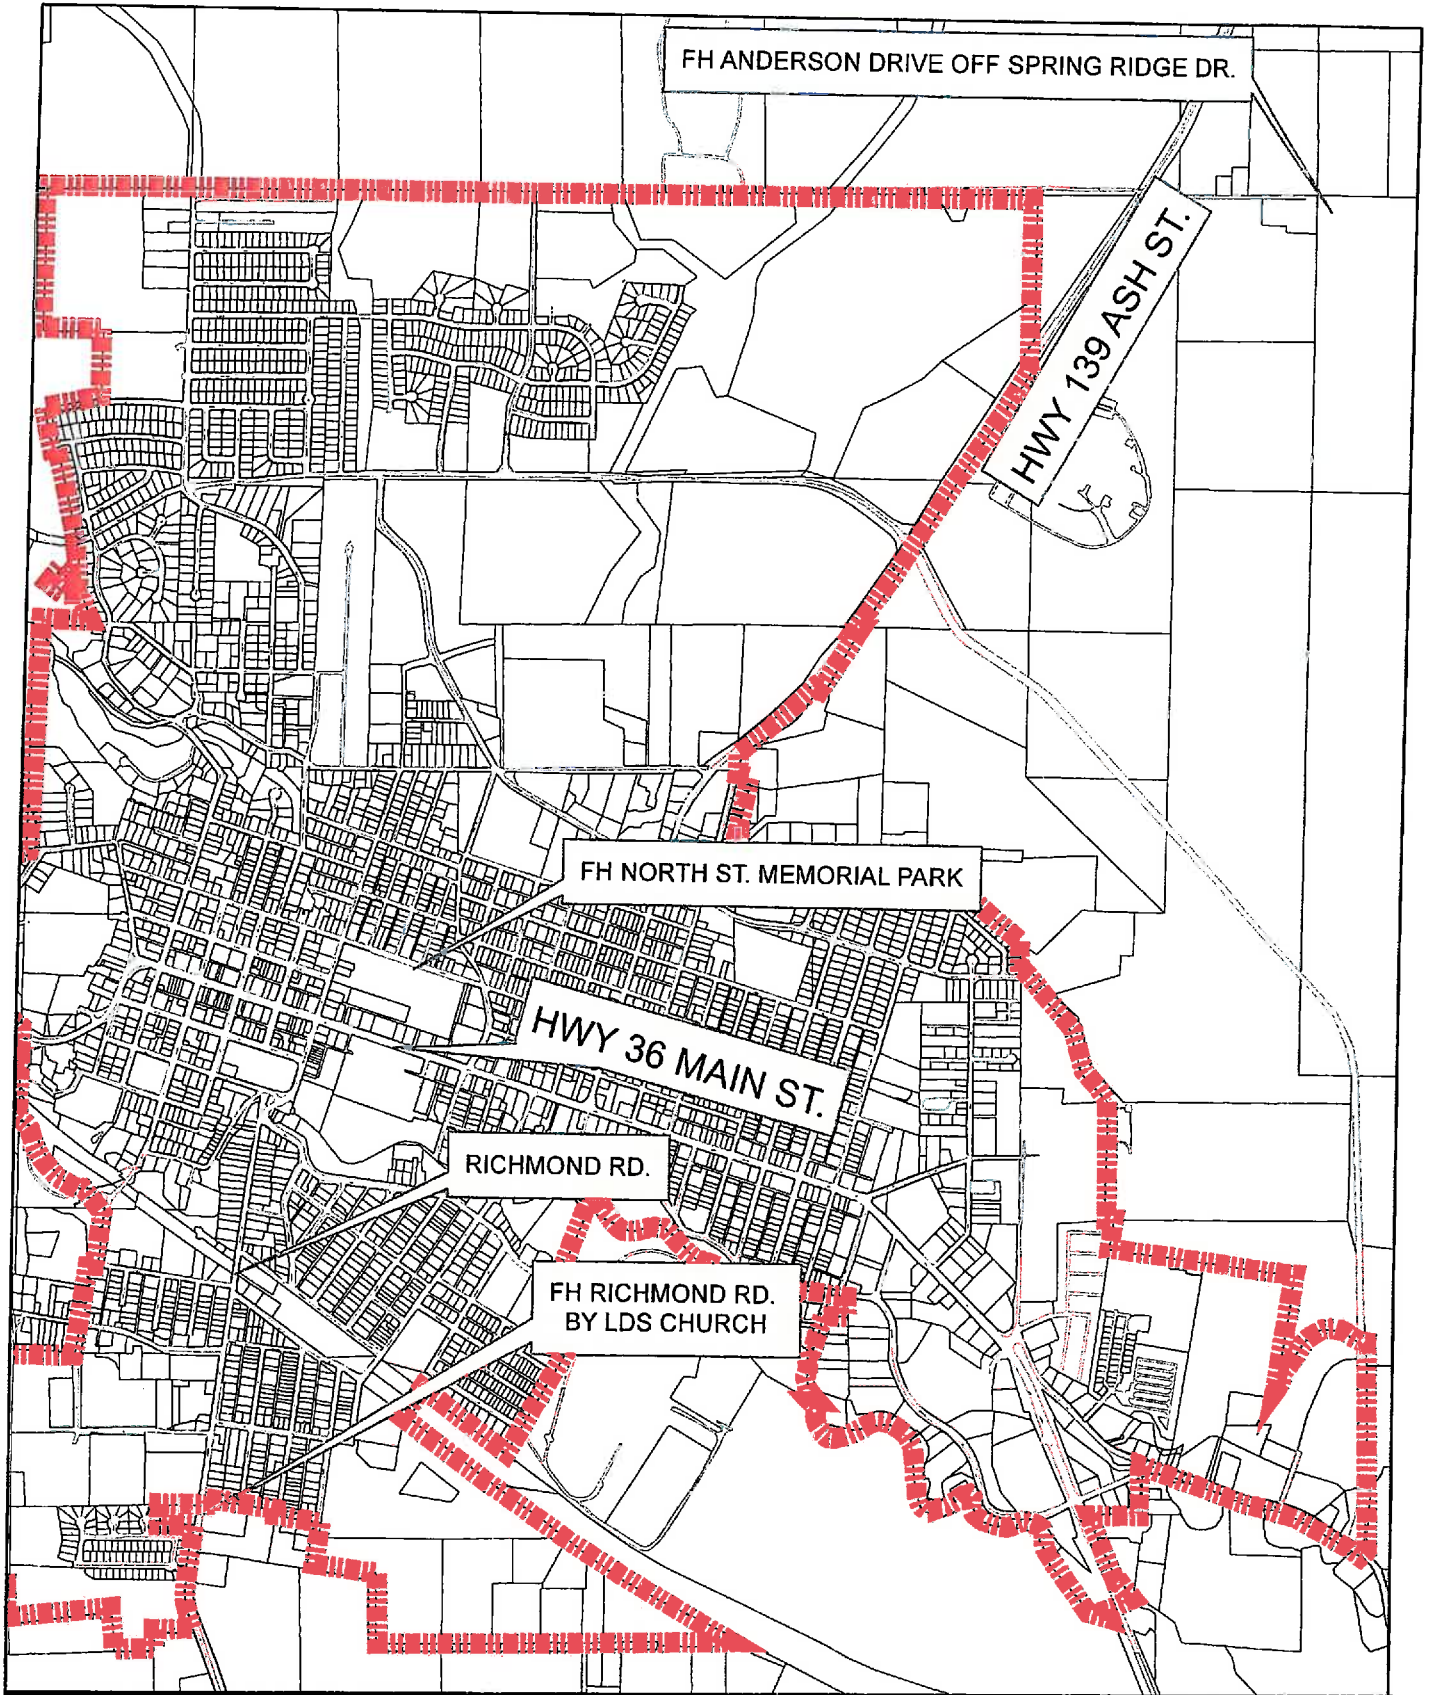 FH ANDERSON DRIVE OFF SPRING RIDGE DR.
HWY 139 ASH ST.
FH NORTH ST. MEMORIAL PARK
HWY 36 MAIN ST.
RICHMOND RD.
FH RICHMOND RD.
BY LDS CHURCH